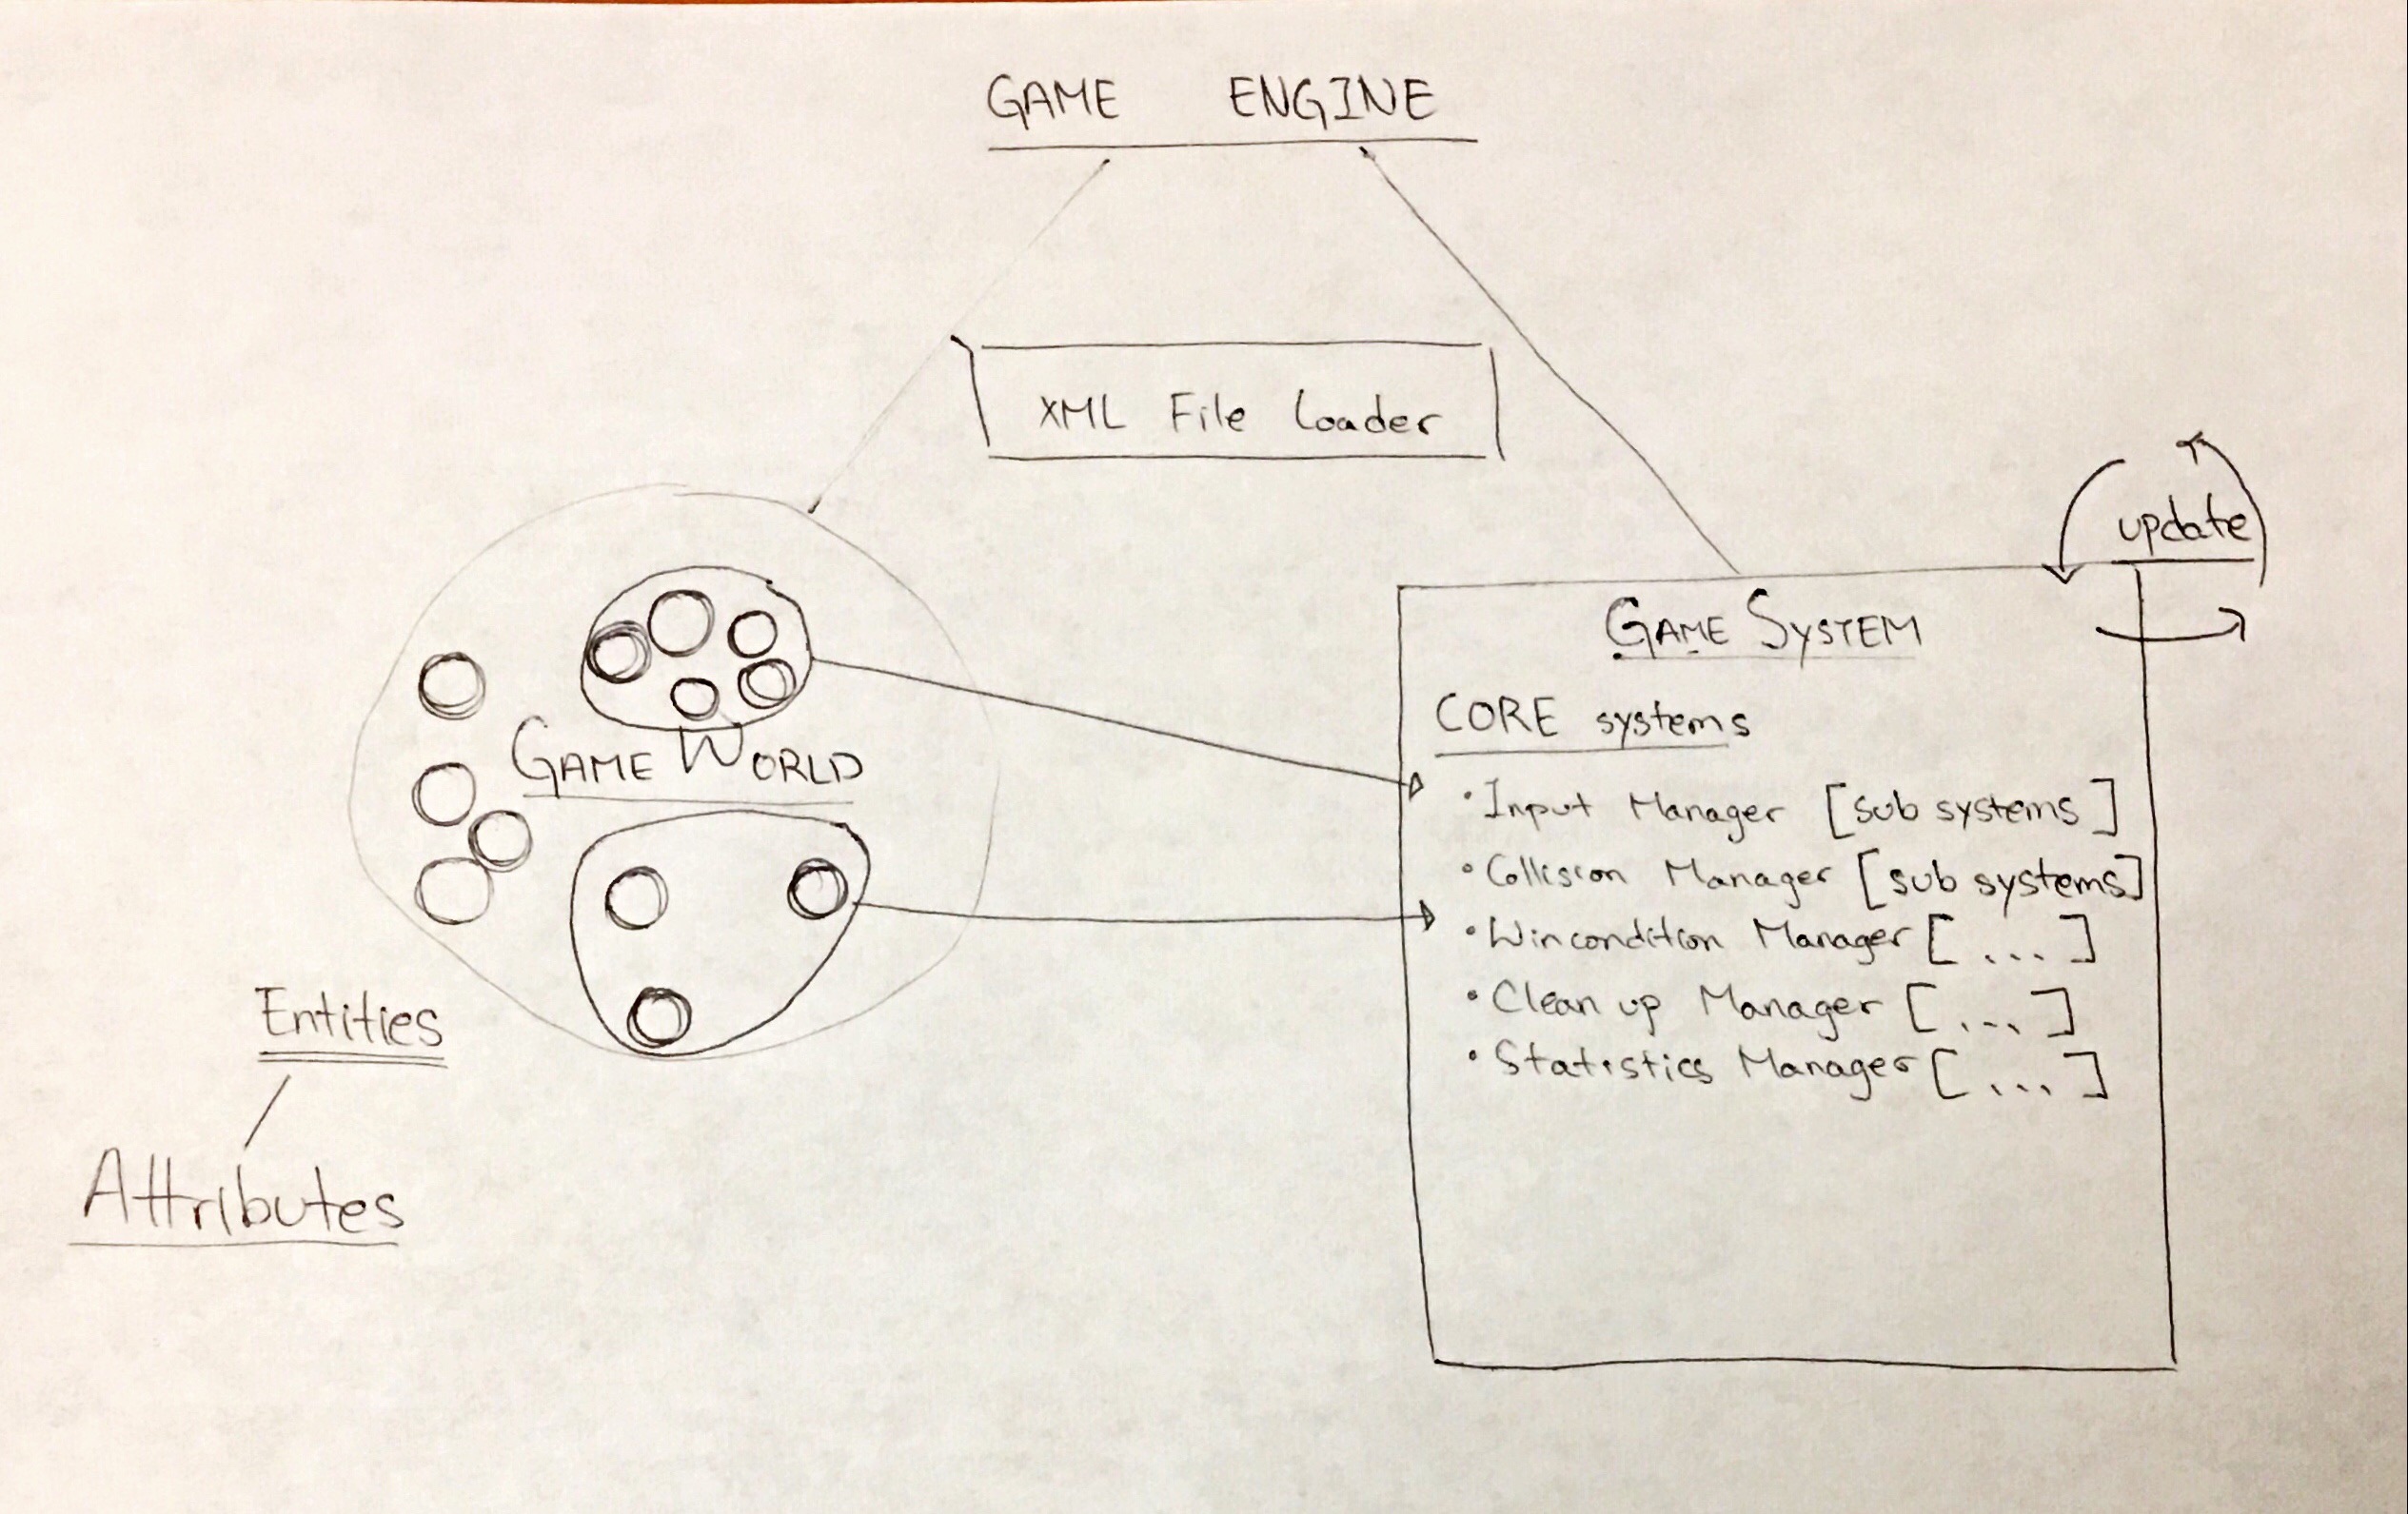 GAME ENGINE
XML File Loader
update
GAME SYSTEM
CORE systems
• Input Manager [sub systems]
• Collision Manager [sub systems]
• Wincondition Manager [...]
• Clean up Manager [...]
• Statistics Manager [...]
GAME WORLD
Entities
Attributes